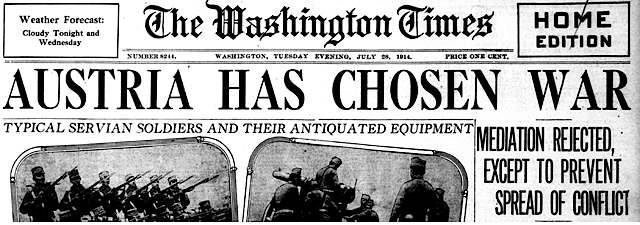 Weather Forecast:
Cloudy Tonight and
Wednesday
The Washington Times
HOME
EDITION
NUMBER 8244.
WASHINGTON, TUESDAY EVENING, JULY 28, 1914.
PRICE ONE CENT.
AUSTRIA HAS CHOSEN WAR
TYPICAL SERVIAN SOLDIERS AND THEIR ANTIQUATED EQUIPMENT
MEDIATION REJECTED,
EXCEPT TO PREVENT
SPREAD OF CONFLICT